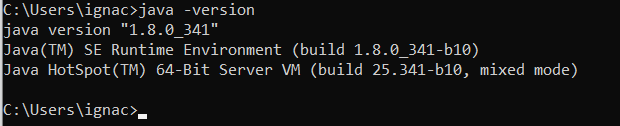 C:\Users\ignac>java -version
java version "1.8.0_341"
Java(TM) SE Runtime Environment (build 1.8.0_341-b10)
Java HotSpot(TM) 64-Bit Server VM (build 25.341-b10, mixed mode)
C:\Users\ignac>